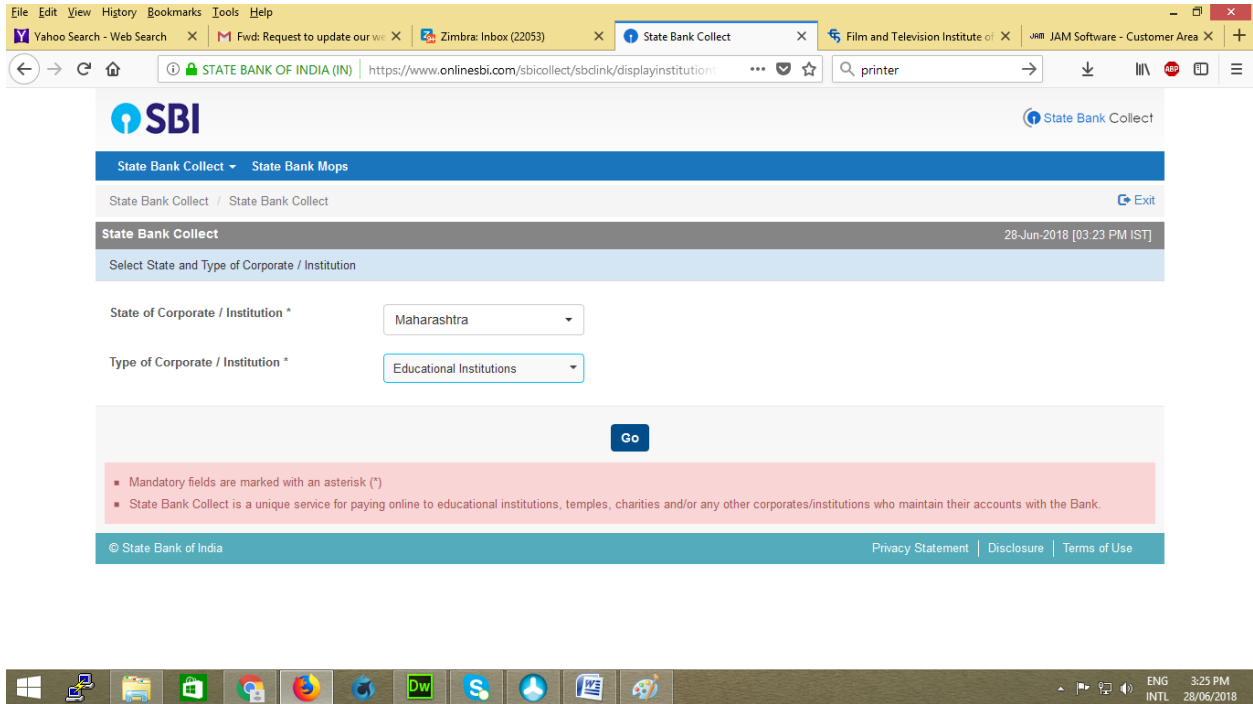 File Edit View History Bookmarks Tools Help
Yahoo Search - Web Search Fwd: Request to update our we Zimbra: Inbox (22053) State Bank Collect Film and Television Institute of JAM JAM Software - Customer Area
STATE BANK OF INDIA (IN) https://www.onlinesbi.com/sbicollect/sbclink/displayinstitution printer ABP
SBI State Bank Collect
State Bank Collect State Bank Mops
State Bank Collect / State Bank Collect Exit
State Bank Collect 28-Jun-2018 [03:23 PM IST]
Select State and Type of Corporate / Institution
State of Corporate / Institution * Maharashtra
Type of Corporate / Institution * Educational Institutions
Go
Mandatory fields are marked with an asterisk (*)
State Bank Collect is a unique service for paying online to educational institutions, temples, charities and/or any other corporates/institutions who maintain their accounts with the Bank.
© State Bank of India Privacy Statement | Disclosure | Terms of Use
Dw S W ENG 3:25 PM
INTL 28/06/2018